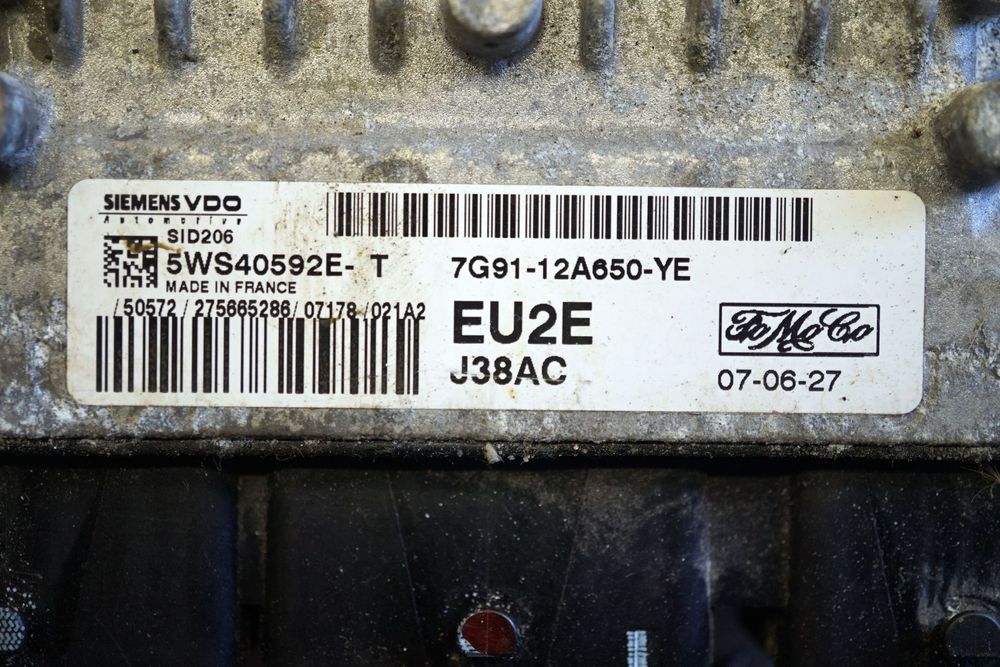 SIEMENS VDO
Automotive
SID206
5WS40592E- T
MADE IN FRANCE
/50572/275665286/07178/021A2
7G91-12A650-YE
EU2E
J38AC
FoMoCo
07-06-27